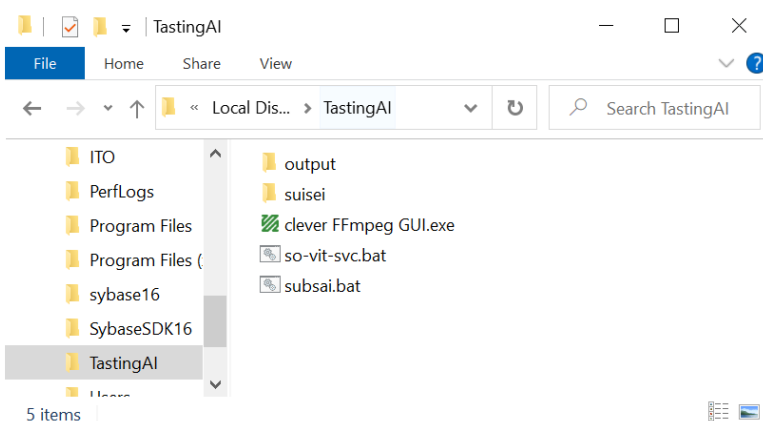 TastingAI
File Home Share View
« Local Dis... > TastingAI Search TastingAI
ITO
PerfLogs
Program Files
Program Files (
sybase16
SybaseSDK16
TastingAI
output
suisei
clever FFmpeg GUI.exe
so-vit-svc.bat
subsai.bat
5 items